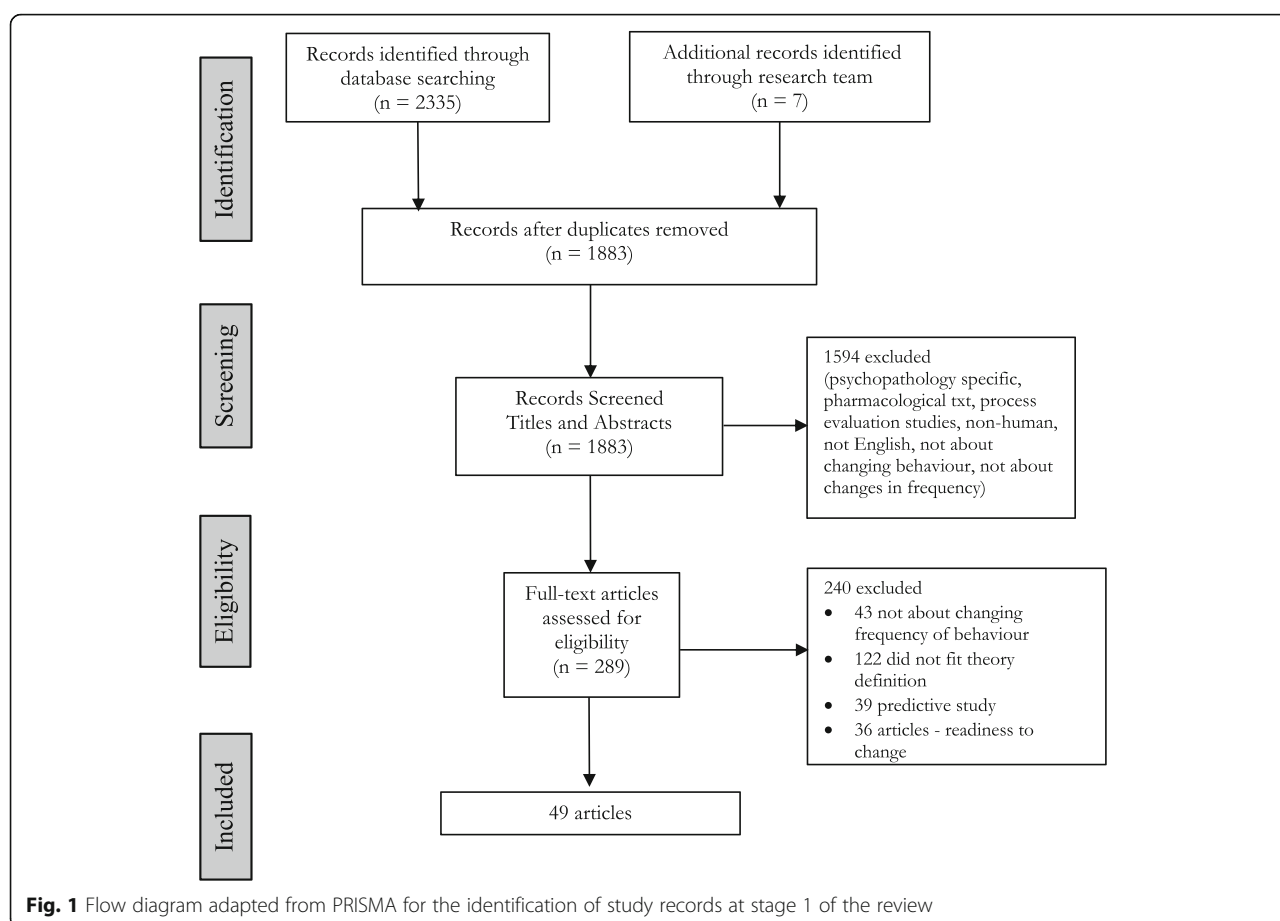 Identification
Records identified through
database searching
(n = 2335)
Additional records identified
through research team
(n = 7)
Records after duplicates removed
(n = 1883)
Screening
Records Screened
Titles and Abstracts
(n = 1883)
1594 excluded
(psychopathology specific,
pharmacological txt, process
evaluation studies, non-human,
not English, not about
changing behaviour, not about
changes in frequency)
Eligibility
Full-text articles
assessed for
eligibility
(n = 289)
240 excluded
• 43 not about changing
frequency of behaviour
• 122 did not fit theory
definition
• 39 predictive study
• 36 articles - readiness to
change
Included
49 articles
Fig. 1 Flow diagram adapted from PRISMA for the identification of study records at stage 1 of the review